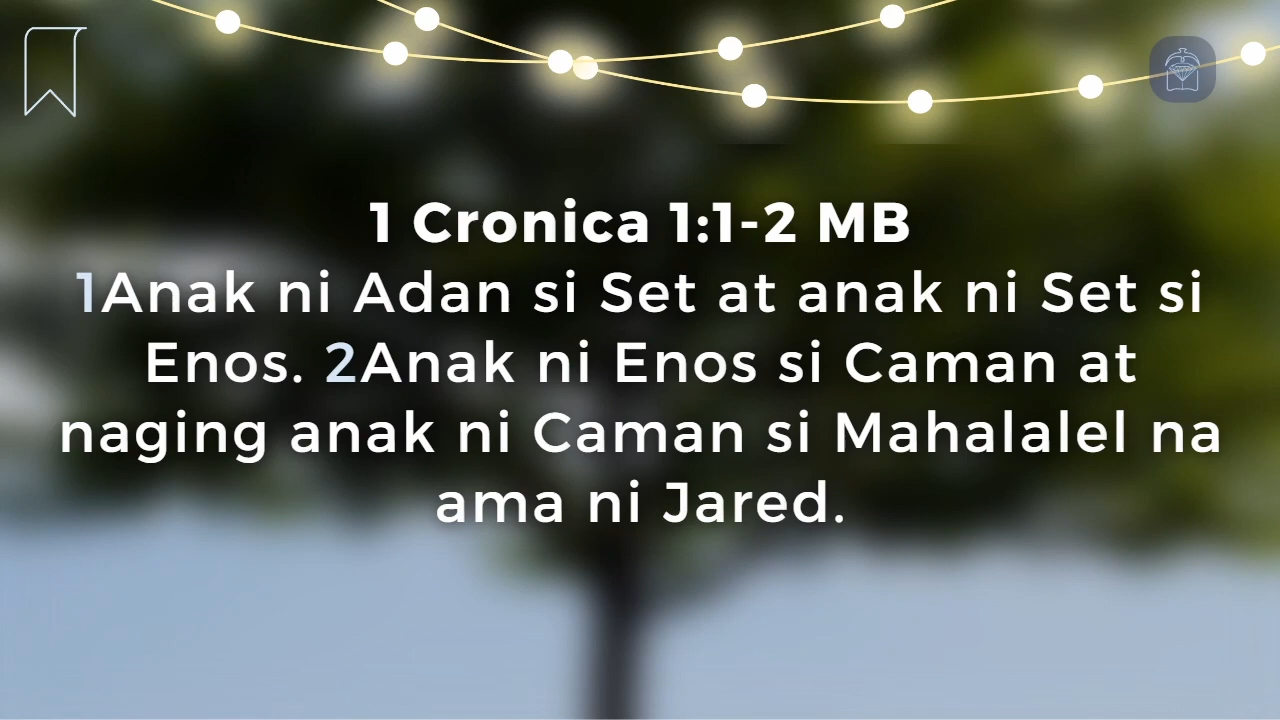 1 Cronica 1:1-2 MB
1Anak ni Adan si Set at anak ni Set si
Enos. 2Anak ni Enos si Caman at
naging anak ni Caman si Mahalalel na
ama ni Jared.